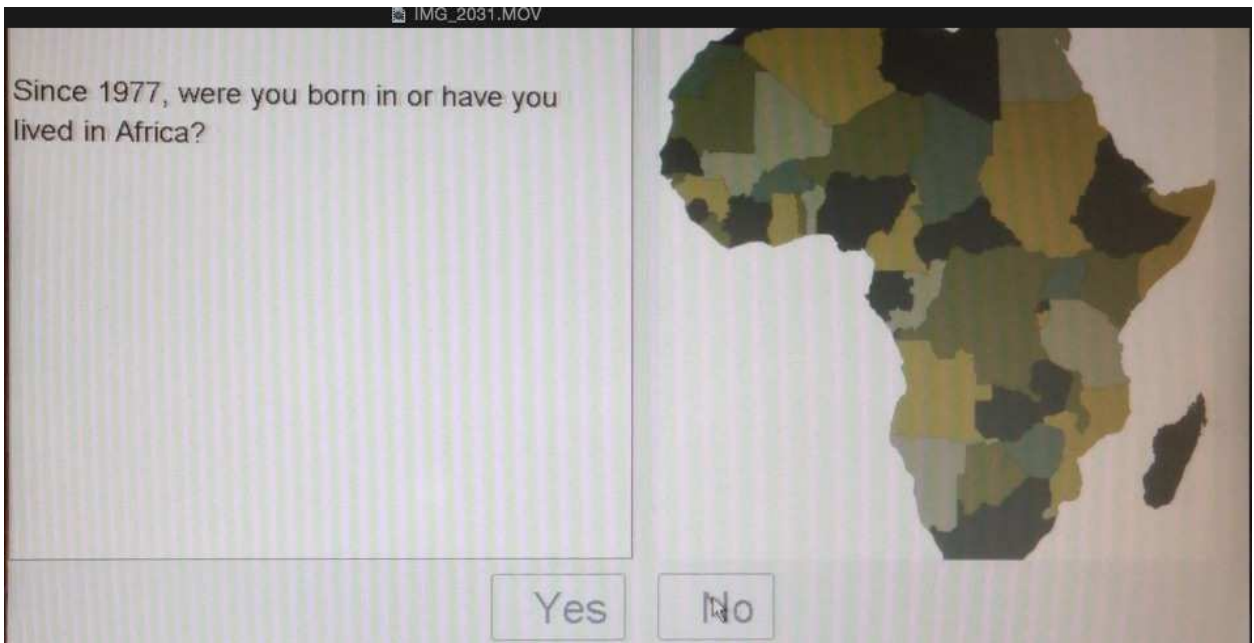 IMG_2031.MOV
Since 1977, were you born in or have you
lived in Africa?
Yes
No